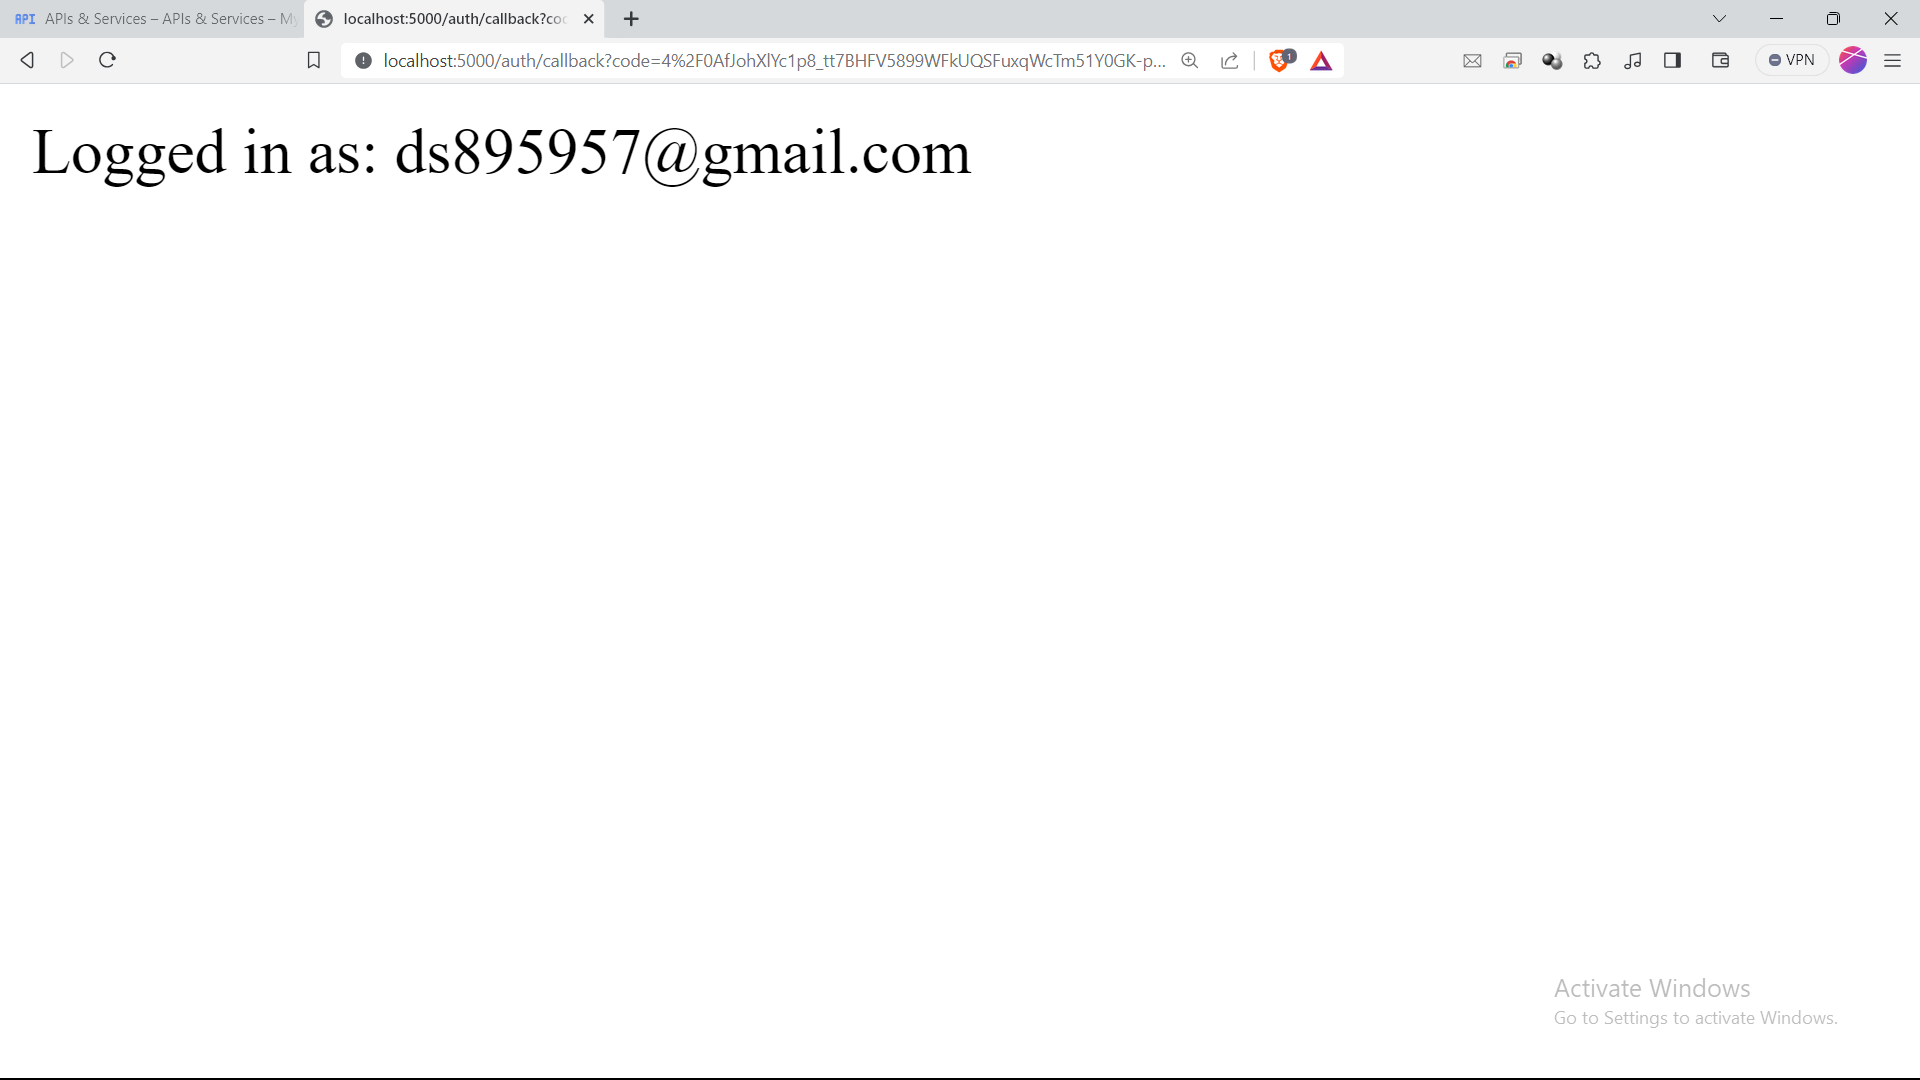 API APIs & Services – APIs & Services – My
localhost:5000/auth/callback?co
localhost:5000/auth/callback?code=4%2F0AfJohXlYc1p8_tt7BHFV5899WFkUQSFuxqWcTm51Y0GK-p...
1
VPN
Logged in as: ds895957@gmail.com
Activate Windows
Go to Settings to activate Windows.